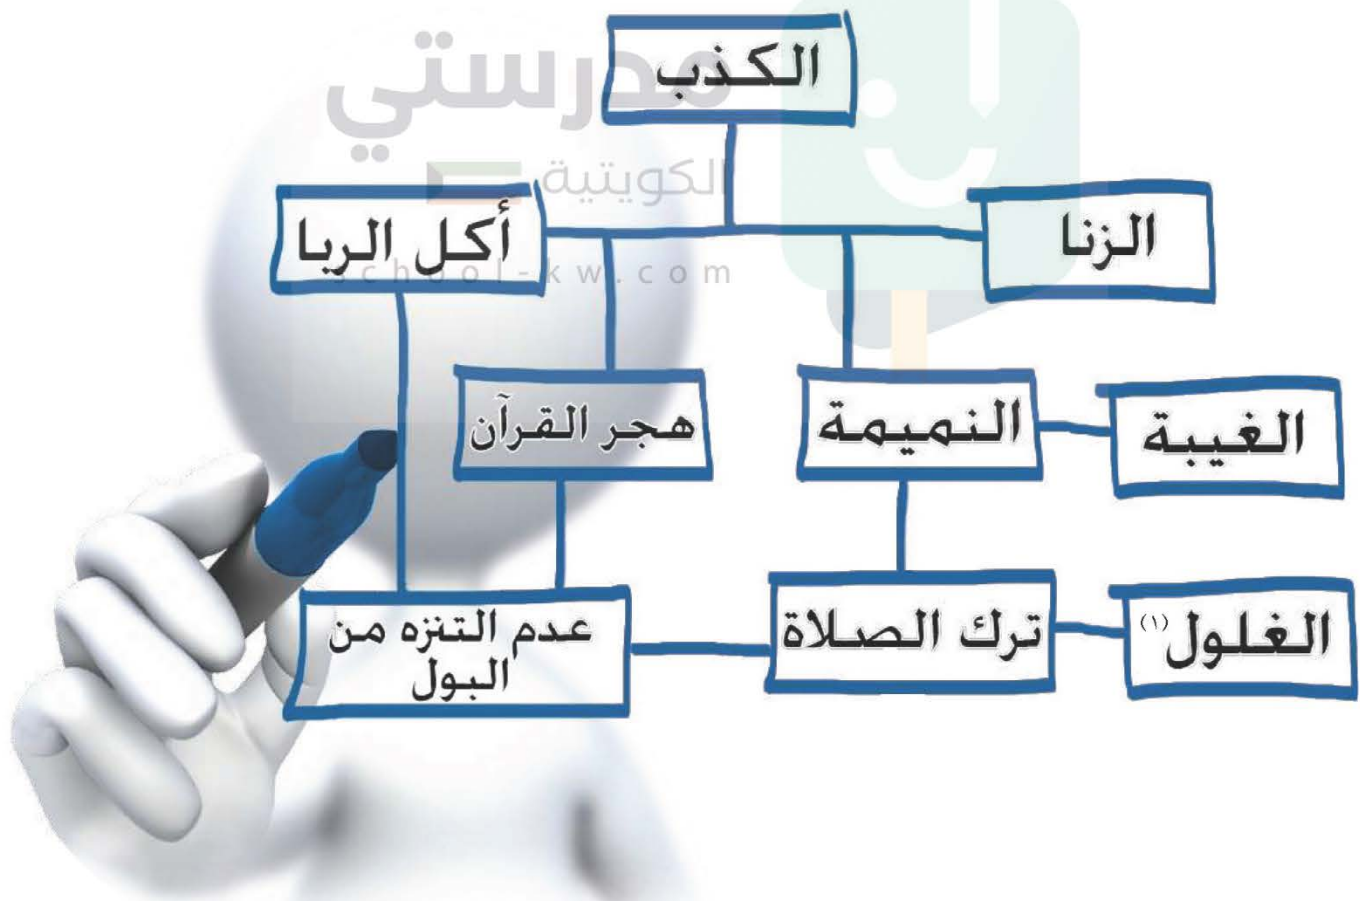 الكذب
مدرستي
الكويتية
school-kw.com
الزنا
أكل الربا
الغيبة
النميمة
هجر القرآن
الغلول (١)
ترك الصلاة
عدم التنزه من
البول